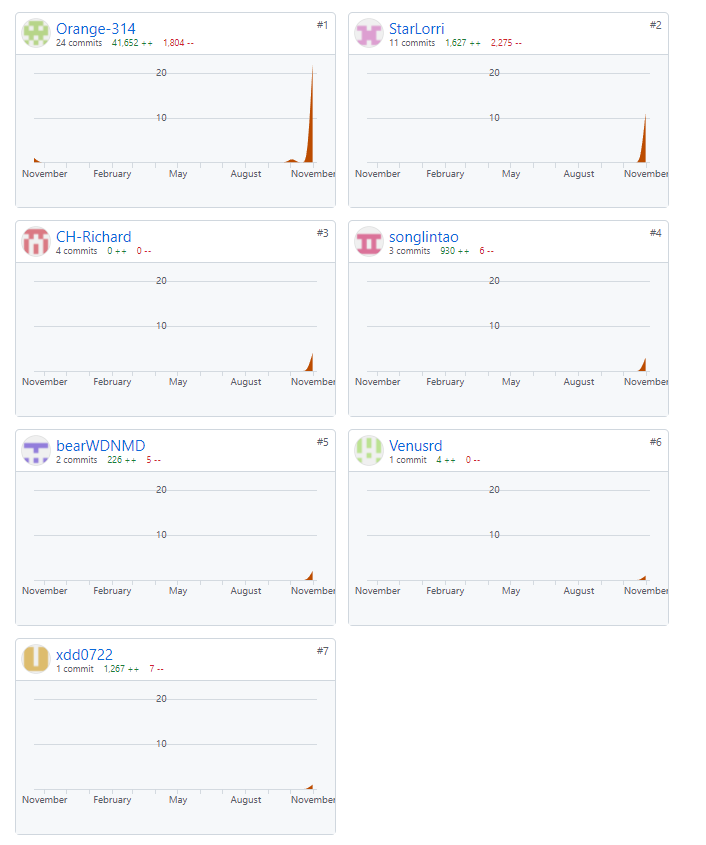 Orange-314 #1
24 commits 41,652 ++ 1,804 --
20
10
November February May August November
StarLorri #2
11 commits 1,627 ++ 2,275 --
20
10
November February May August November
CH-Richard #3
4 commits 0 ++ 0 --
20
10
November February May August November
songlintao #4
3 commits 930 ++ 6 --
20
10
November February May August November
bearWDNMD #5
2 commits 226 ++ 5 --
20
10
November February May August November
Venusrd #6
1 commit 4 ++ 0 --
20
10
November February May August November
xdd0722 #7
1 commit 1,267 ++ 7 --
20
10
November February May August November